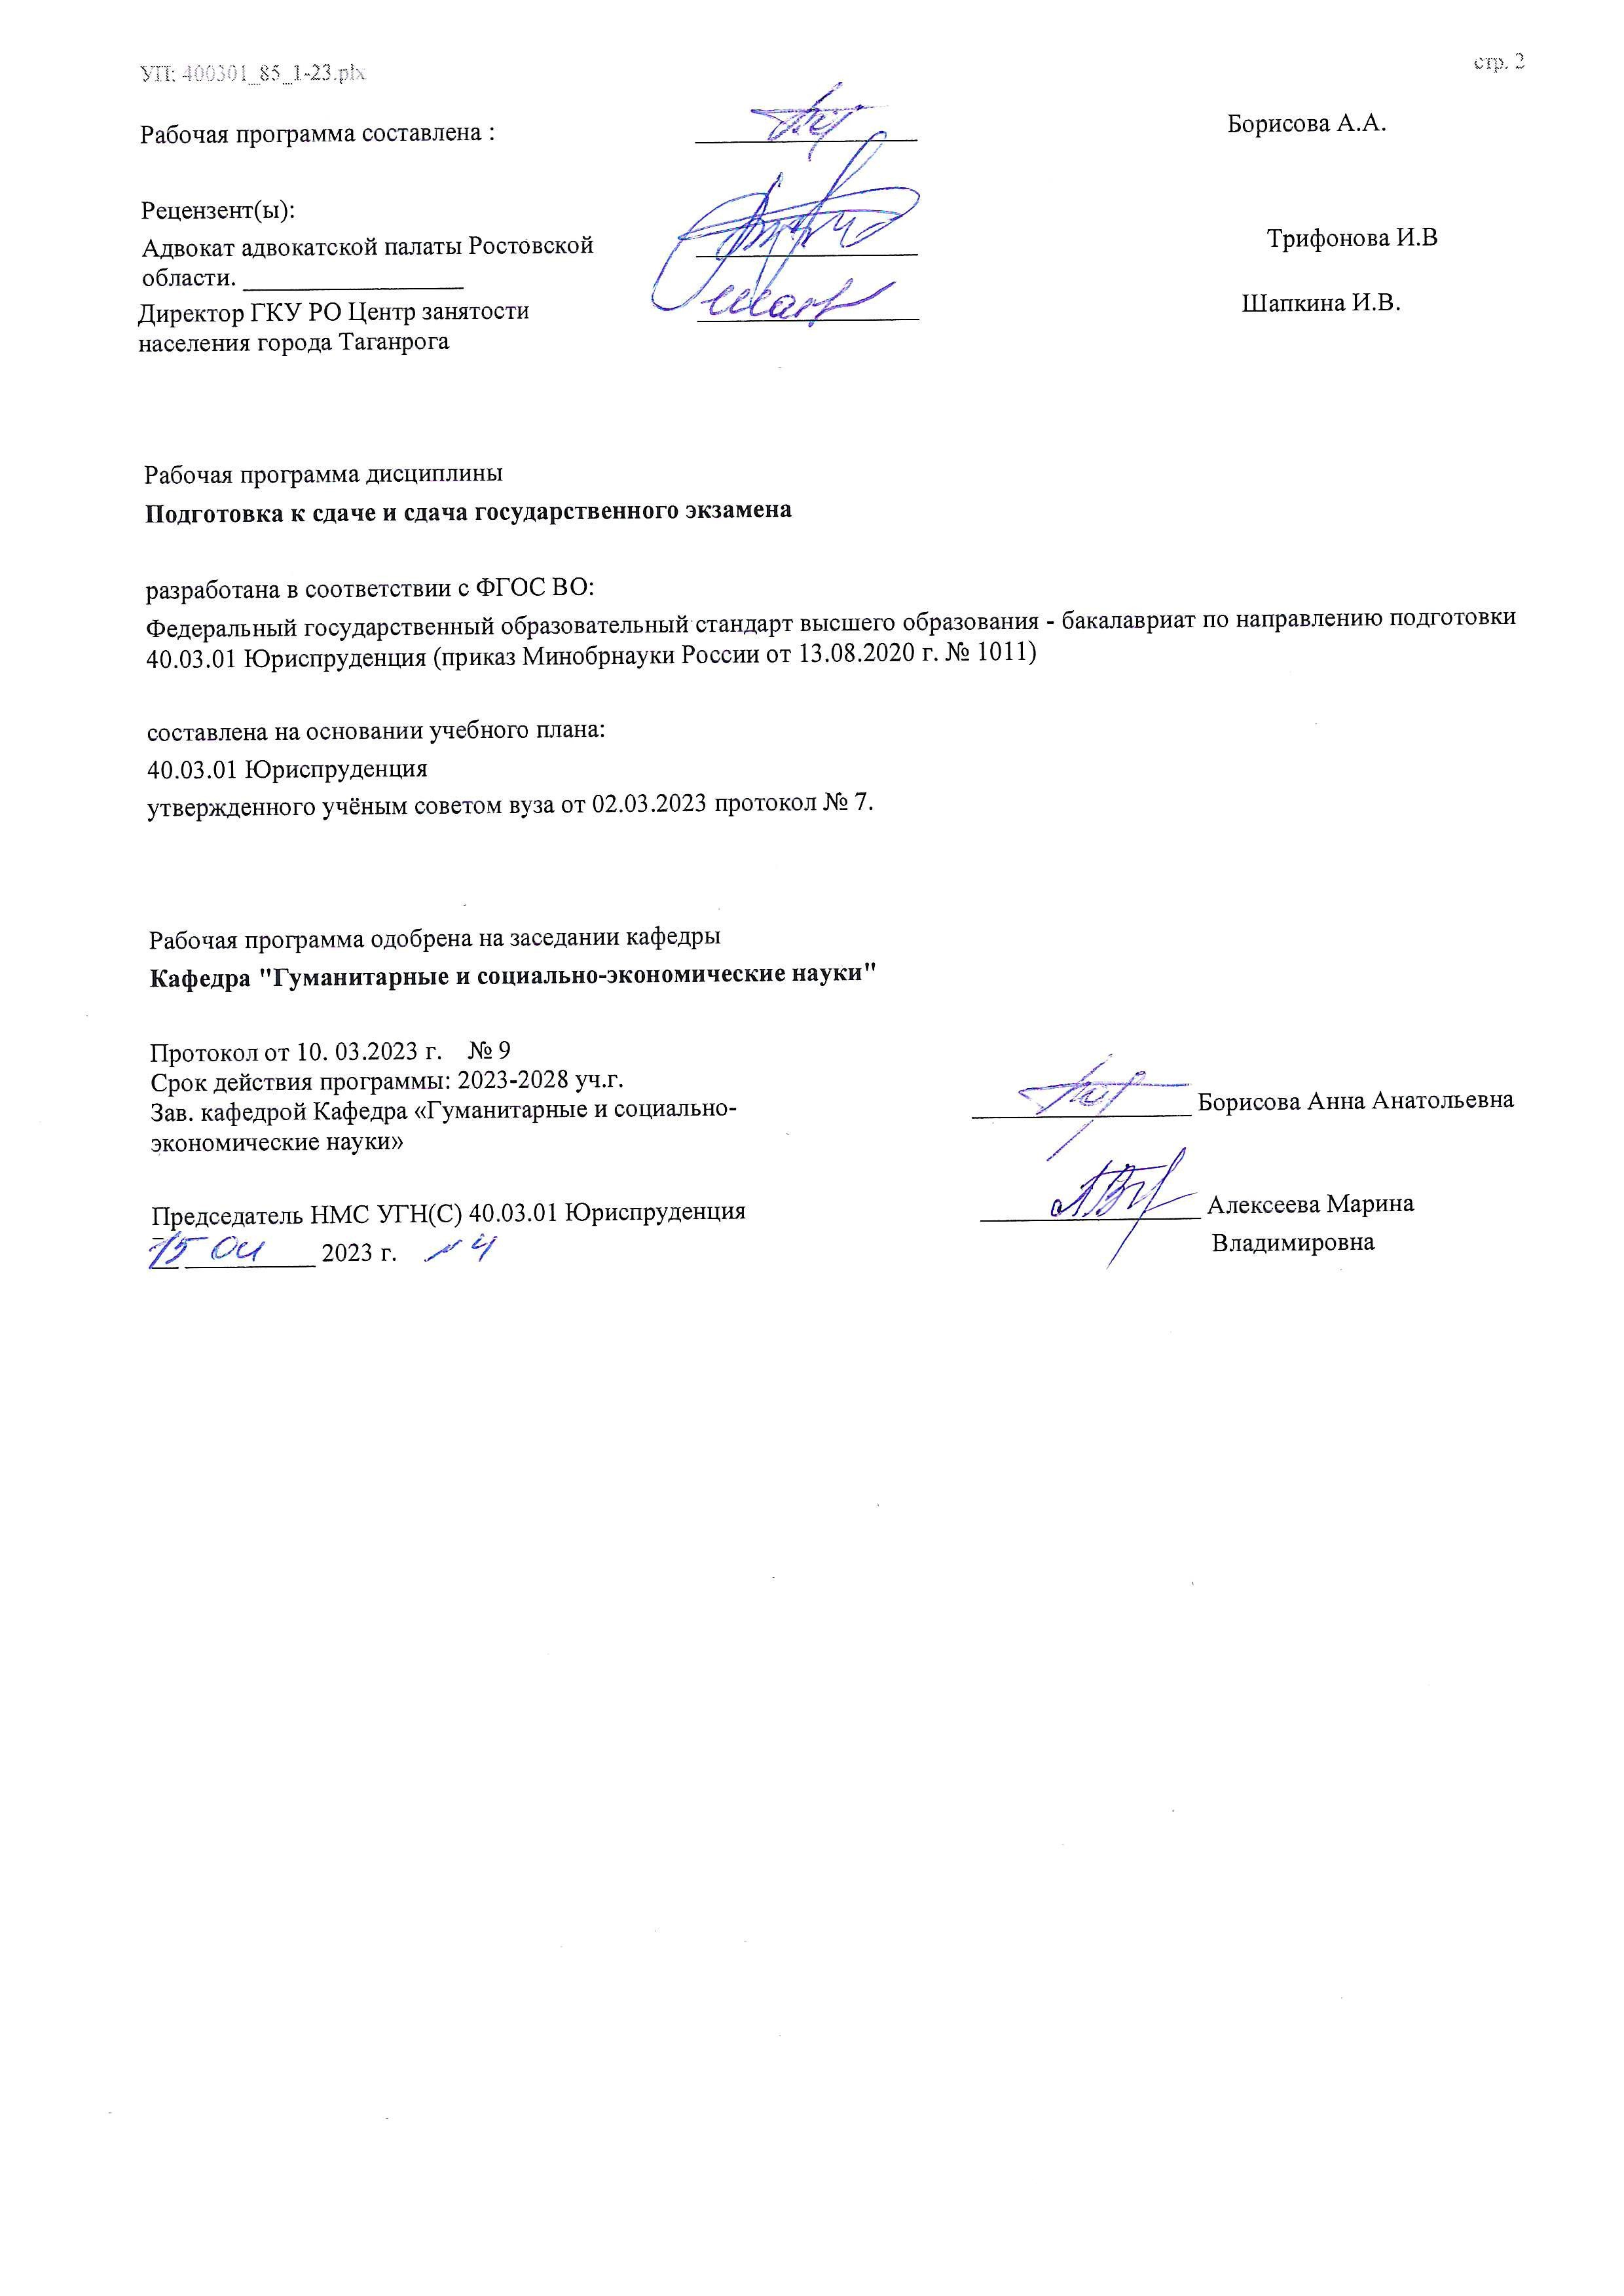 УП: 400301_85_1-23.plx
стр. 2
Рабочая программа составлена :
Борисова А.А.
Рецензент(ы):
Адвокат адвокатской палаты Ростовской
области.
Трифонова И.В
Директор ГКУ РО Центр занятости
населения города Таганрога
Шапкина И.В.
Рабочая программа дисциплины
Подготовка к сдаче и сдача государственного экзамена
разработана в соответствии с ФГОС ВО:
Федеральный государственный образовательный стандарт высшего образования - бакалавриат по направлению подготовки
40.03.01 Юриспруденция (приказ Минобрнауки России от 13.08.2020 г. № 1011)
составлена на основании учебного плана:
40.03.01 Юриспруденция
утвержденного учёным советом вуза от 02.03.2023 протокол № 7.
Рабочая программа одобрена на заседании кафедры
Кафедра "Гуманитарные и социально-экономические науки"
Протокол от 10. 03.2023 г. № 9
Срок действия программы: 2023-2028 уч.г.
Зав. кафедрой Кафедра «Гуманитарные и социально-
экономические науки»
Борисова Анна Анатольевна
Председатель НМС УГН(С) 40.03.01 Юриспруденция
Алексеева Марина
Владимировна
15 04 2023 г. № 4